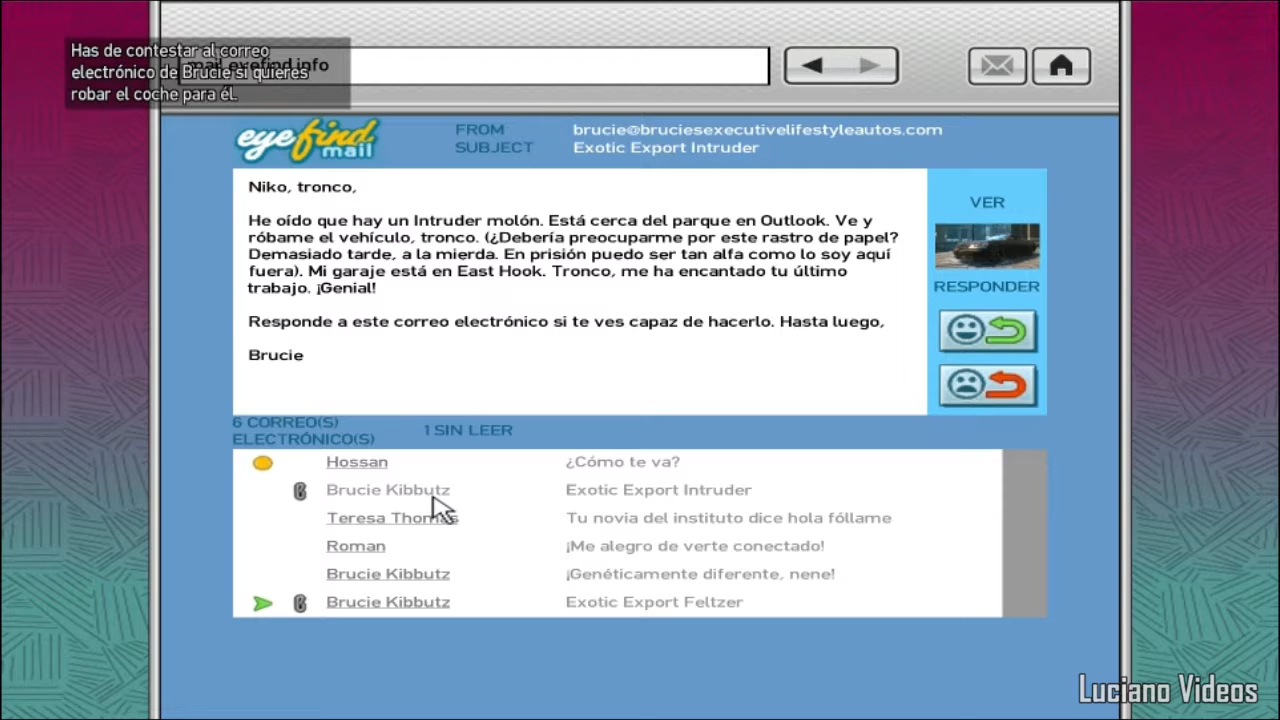 Has de contestar al correo
electrónico de Brucie si quieres
robar el coche para él.
mail.eyefind.info
eyefind
mail
FROM brucie@bruciesexecutivelifestyleautos.com
SUBJECT Exotic Export Intruder
Niko, tronco,
He oído que hay un Intruder molón. Está cerca del parque en Outlook. Ve y
róbame el vehículo, tronco. (¿Debería preocuparme por este rastro de papel?
Demasiado tarde, a la mierda. En prisión puedo ser tan alfa como lo soy aquí
fuera). Mi garaje está en East Hook. Tronco, me ha encantado tu último
trabajo. ¡Genial!
Responde a este correo electrónico si te ves capaz de hacerlo. Hasta luego,
Brucie
VER
RESPONDER
6 CORREO(S)
ELECTRÓNICO(S)
1 SIN LEER
Hossan ¿Cómo te va?
Brucie Kibbutz Exotic Export Intruder
Teresa Thomas Tu novia del instituto dice hola fóllame
Roman ¡Me alegro de verte conectado!
Brucie Kibbutz ¡Genéticamente diferente, nene!
Brucie Kibbutz Exotic Export Feltzer
Luciano Videos